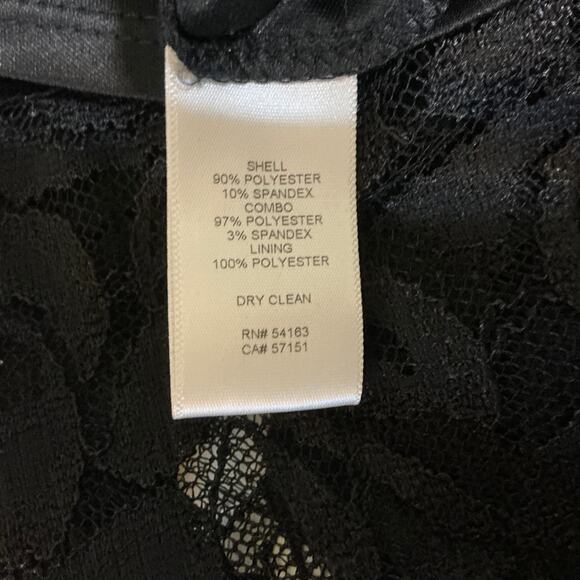 SHELL
90% POLYESTER
10% SPANDEX
COMBO
97% POLYESTER
3% SPANDEX
LINING
100% POLYESTER
DRY CLEAN
RN# 54163
CA# 57151